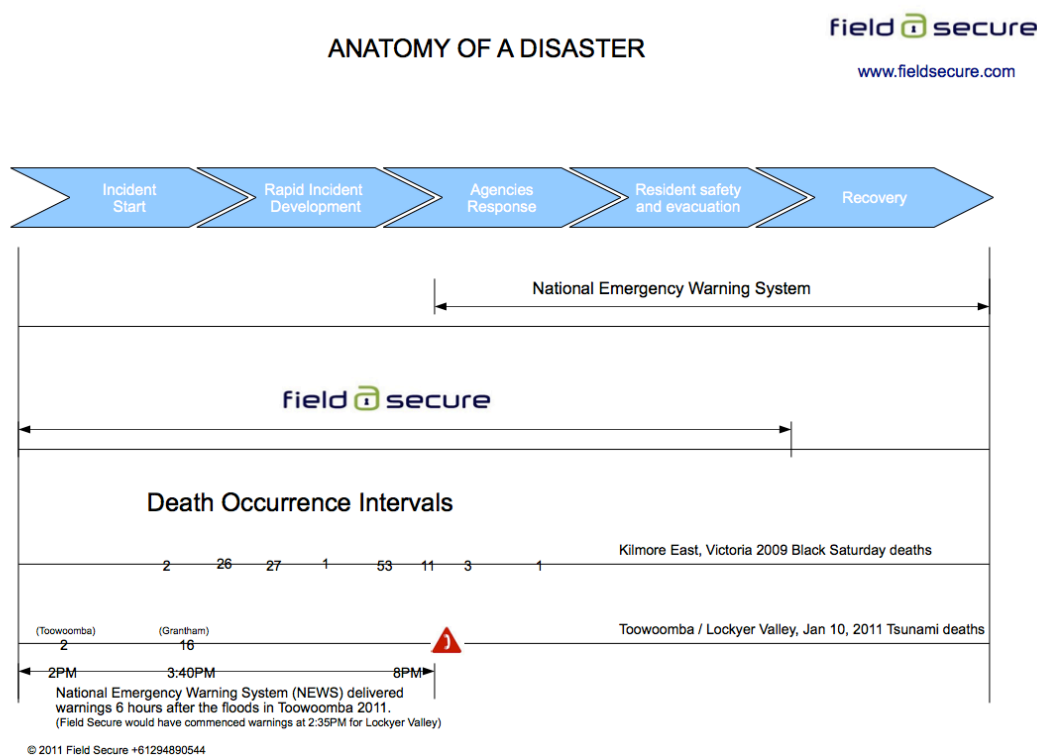 field secure
ANATOMY OF A DISASTER
www.fieldsecure.com
Incident
Start
Rapid Incident
Development
Agencies
Response
Resident safety
and evacuation
Recovery
National Emergency Warning System
field secure
Death Occurrence Intervals
Kilmore East, Victoria 2009 Black Saturday deaths
2 26 27 1 53 11 3 1
(Toowoomba) (Grantham)
2 16
Toowoomba / Lockyer Valley, Jan 10, 2011 Tsunami deaths
2PM 3:40PM 8PM
National Emergency Warning System (NEWS) delivered
warnings 6 hours after the floods in Toowoomba 2011.
(Field Secure would have commenced warnings at 2:35PM for Lockyer Valley)
© 2011 Field Secure +61294890544